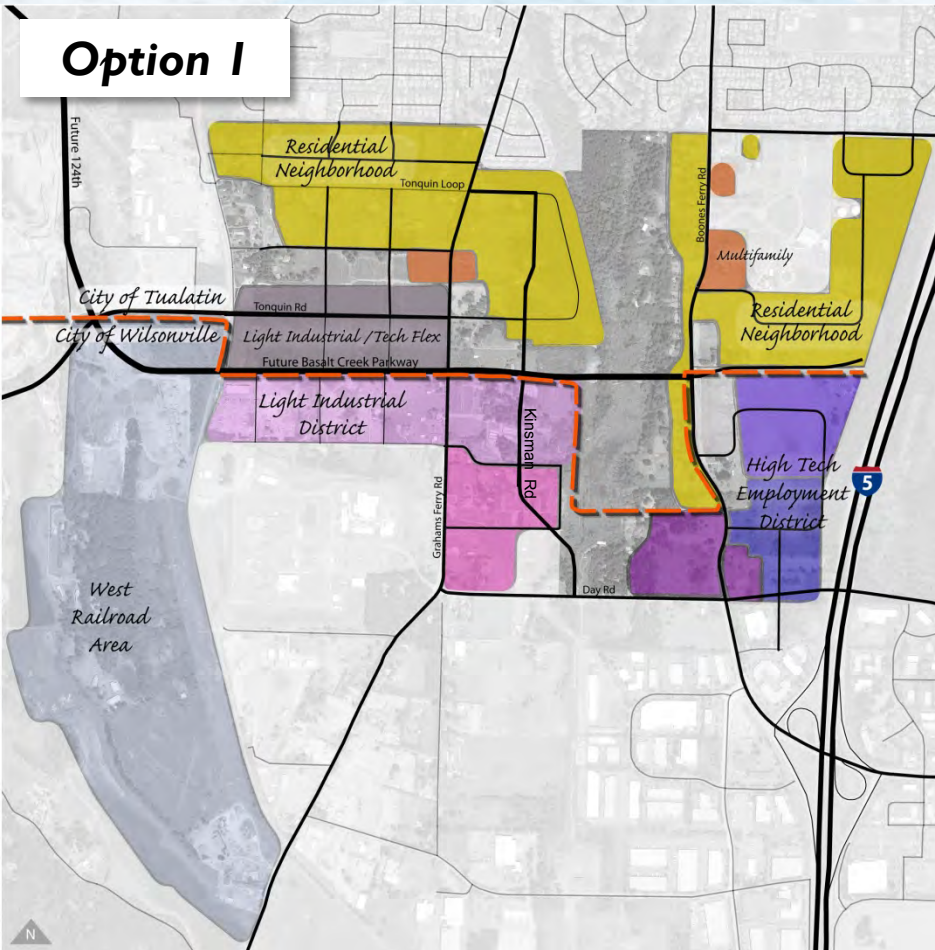 Option 1
Future 124th
Residential
Neighborhood
Tonquin Loop
Boones Ferry Rd
Multifamily
City of Tualatin
City of Wilsonville
Tonquin Rd
Light Industrial /Tech Flex
Future Basalt Creek Parkway
Residential
Neighborhood
Light Industrial
District
Kinsman Rd
Grahams Ferry Rd
High Tech
Employment
District
5
West
Railroad
Area
Day Rd
N